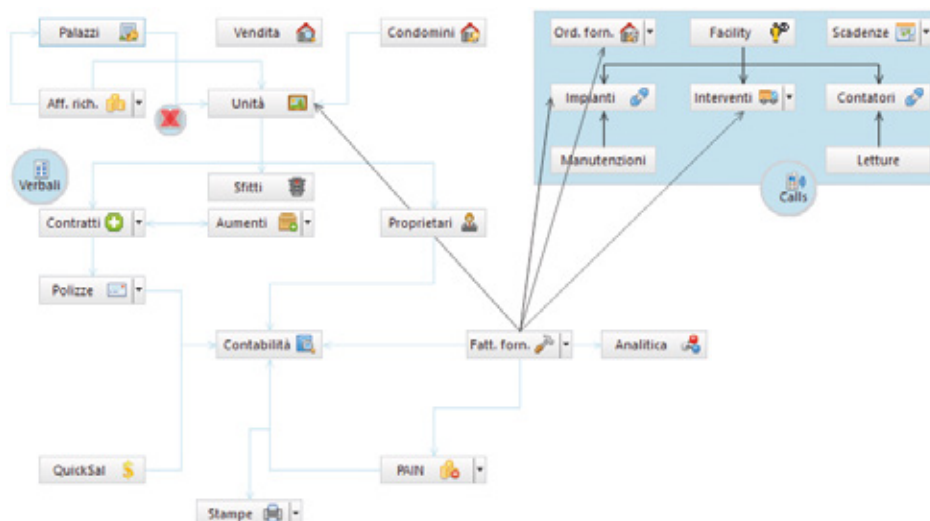 Palazzi
Vendita
Condomini
Ord. forn.
Facility
Scadenze
Aff. rich.
Unità
Impianti
Interventi
Contatori
Manutenzioni
Letture
Verbali
Sfitti
Calls
Contratti
Aumenti
Proprietari
Polizze
Contabilità
Fatt. forn.
Analitica
QuickSal
PAIN
Stampe